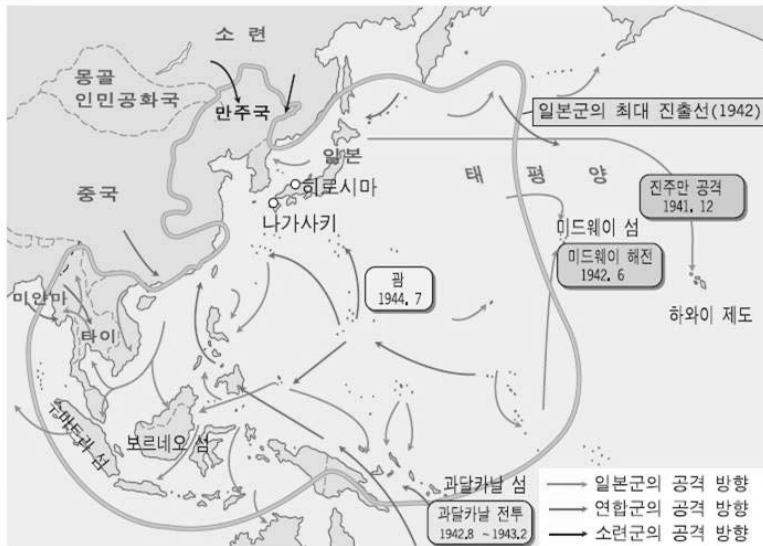 소 련
몽골
인민공화국
만주국
일본군의 최대 진출선(1942)
일본
태 평 양
중국
히로시마
나가사키
진주만 공격
1941. 12
미드웨이 섬
미드웨이 해전
1942. 6
괌
1944. 7
하와이 제도
미얀마
타이
수마트라 섬
보르네오 섬
과달카날 섬
과달카날 전투
1942.8 ~1943.2
일본군의 공격 방향
연합군의 공격 방향
소련군의 공격 방향